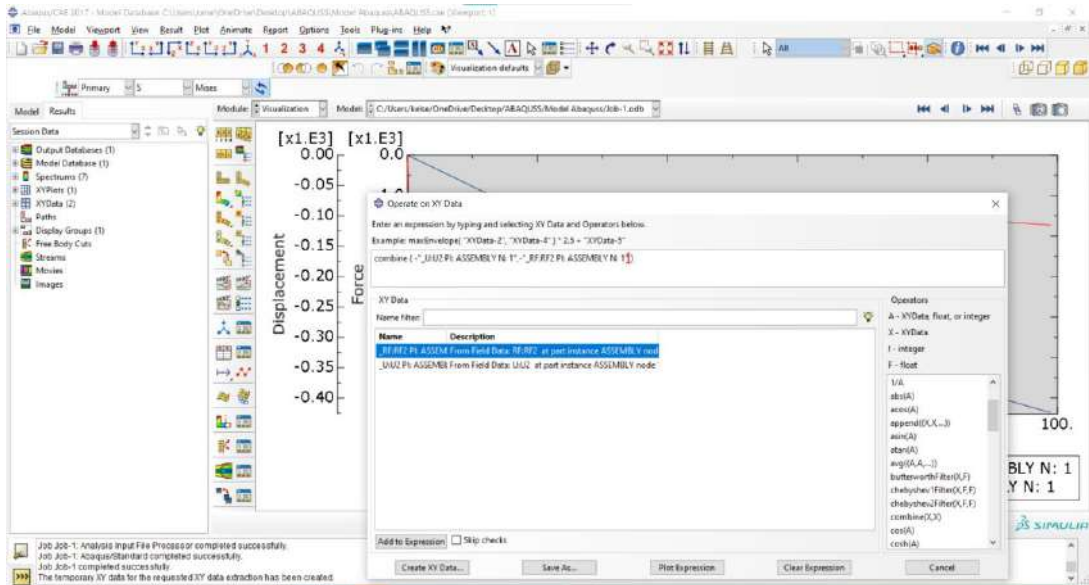 Abaqus/CAE 2017 - Model Database
File Model Viewport View Result Plot Animate Report Options Tools Plug-ins Help
1 2 3 4
All
Visualization defaults
Primary S Mises
Model Results
Module: Visualization Model: C:/Users/keisa/OneDrive/Desktop/ABAQUSS/Model Abaquss/Job-1.odb
Session Data
Output Databases (1)
Model Database (1)
Spectrums (7)
XYPlots (1)
XYData (2)
Paths
Display Groups (1)
Free Body Cuts
Streams
Movies
Images
[x1.E3] [x1.E3]
0.00 0.0
-0.05
-0.10
-0.15
-0.20
-0.25
-0.30
-0.35
-0.40
Displacement
Force
100.
Operate on XY Data
Enter an expression by typing and selecting XY Data and Operators below.
Example: maxEnvelope( "XYData-2", "XYData-4" ) * 2.5 + "XYData-5"
combine ( -"_U:U2 PI: ASSEMBLY N: 1",-"_RF:RF2 PI: ASSEMBLY N: 1")
XY Data
Name filter:
Name Description
_RF:RF2 PI: ASSEM From Field Data: RF:RF2 at part instance ASSEMBLY nod
_U:U2 PI: ASSEMBL From Field Data: U:U2 at part instance ASSEMBLY node
Add to Expression Skip checks
Operators
A - XYData, float, or integer
X - XYData
I - integer
F - float
1/A
abs(A)
acos(A)
append((X,X,...))
asin(A)
atan(A)
avg((A,A,...))
butterworthFilter(X,F)
chebyshev1Filter(X,F,F)
chebyshev2Filter(X,F,F)
combine(X,X)
cos(A)
cosh(A)
Create XY Data... Save As... Plot Expression Clear Expression Cancel
BLY N: 1
Y N: 1
SIMULIA
Job Job-1: Analysis Input File Processor completed successfully.
Job Job-1: Abaqus/Standard completed successfully.
Job Job-1 completed successfully.
The temporary XY data for the requested XY data extraction has been created